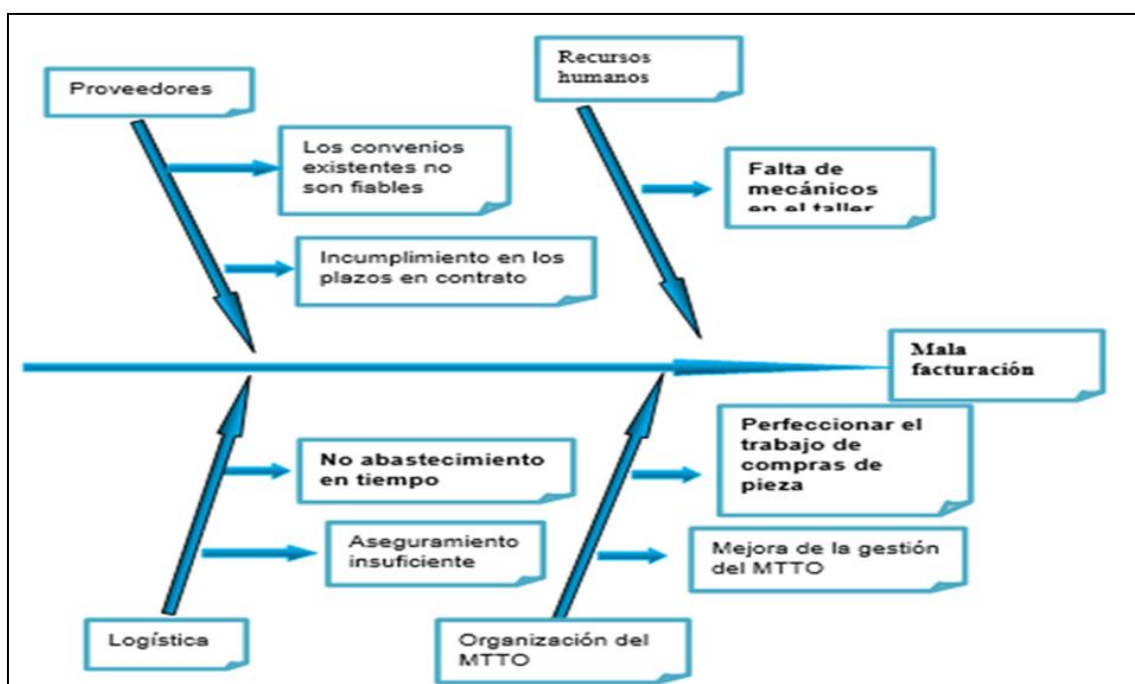 Proveedores
Recursos
humanos
Los convenios
existentes no
son fiables
Falta de
mecánicos
en el taller
Incumplimiento en los
plazos en contrato
Mala
facturación
No abastecimiento
en tiempo
Perfeccionar el
trabajo de
compras de
pieza
Aseguramiento
insuficiente
Mejora de la gestión
del MTTO
Logística
Organización del
MTTO